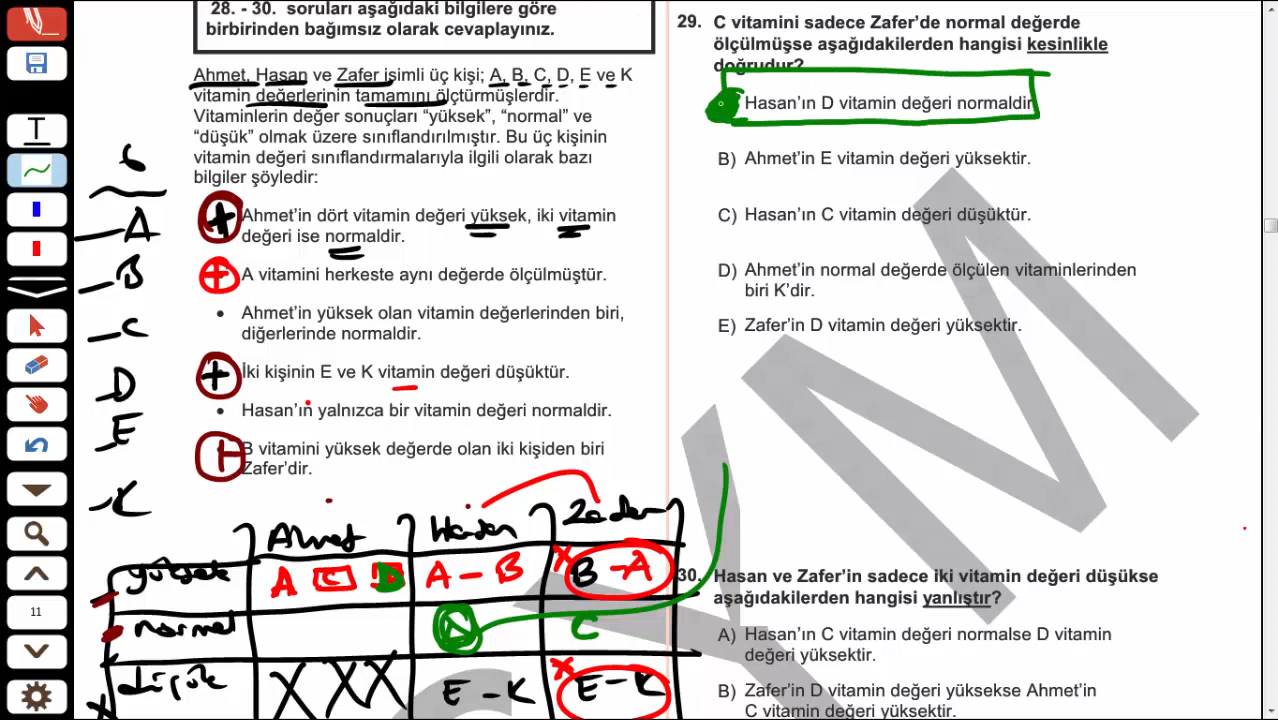 28. - 30. soruları aşağıdaki bilgilere göre
birbirinden bağımsız olarak cevaplayınız.
Ahmet, Hasan ve Zafer isimli üç kişi; A, B, C, D, E ve K
vitamin değerlerinin tamamını ölçtürmüşlerdir.
Vitaminlerin değer sonuçları “yüksek”, “normal” ve
“düşük” olmak üzere sınıflandırılmıştır. Bu üç kişinin
vitamin değeri sınıflandırmalarıyla ilgili olarak bazı
bilgiler şöyledir:
Ahmet’in dört vitamin değeri yüksek, iki vitamin
değeri ise normaldir.
A vitamini herkeste aynı değerde ölçülmüştür.
• Ahmet’in yüksek olan vitamin değerlerinden biri,
diğerlerinde normaldir.
İki kişinin E ve K vitamin değeri düşüktür.
• Hasan’ın yalnızca bir vitamin değeri normaldir.
B vitamini yüksek değerde olan iki kişiden biri
Zafer’dir.
6
A
B
C
D
E
K
Ahmet Hasan Zafer
yüksek A C D A - B B - A
normal C
düşük X X X E - K E - K
11
29. C vitamini sadece Zafer’de normal değerde
ölçülmüşse aşağıdakilerden hangisi kesinlikle
doğrudur?
Hasan’ın D vitamin değeri normaldir
B) Ahmet’in E vitamin değeri yüksektir.
C) Hasan’ın C vitamin değeri düşüktür.
D) Ahmet’in normal değerde ölçülen vitaminlerinden
biri K’dir.
E) Zafer’in D vitamin değeri yüksektir.
30. Hasan ve Zafer’in sadece iki vitamin değeri düşükse
aşağıdakilerden hangisi yanlıştır?
A) Hasan’ın C vitamin değeri normalse D vitamin
değeri yüksektir.
B) Zafer’in D vitamin değeri yüksekse Ahmet’in
C vitamin değeri yüksektir.